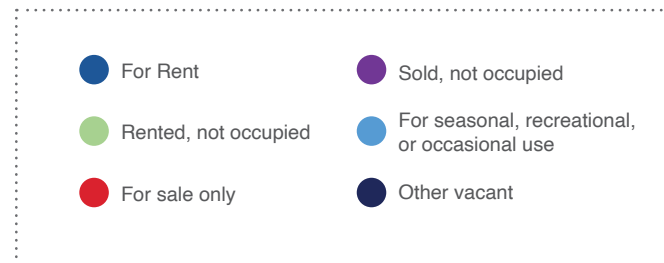 For Rent
Rented, not occupied
For sale only
Sold, not occupied
For seasonal, recreational,
or occasional use
Other vacant